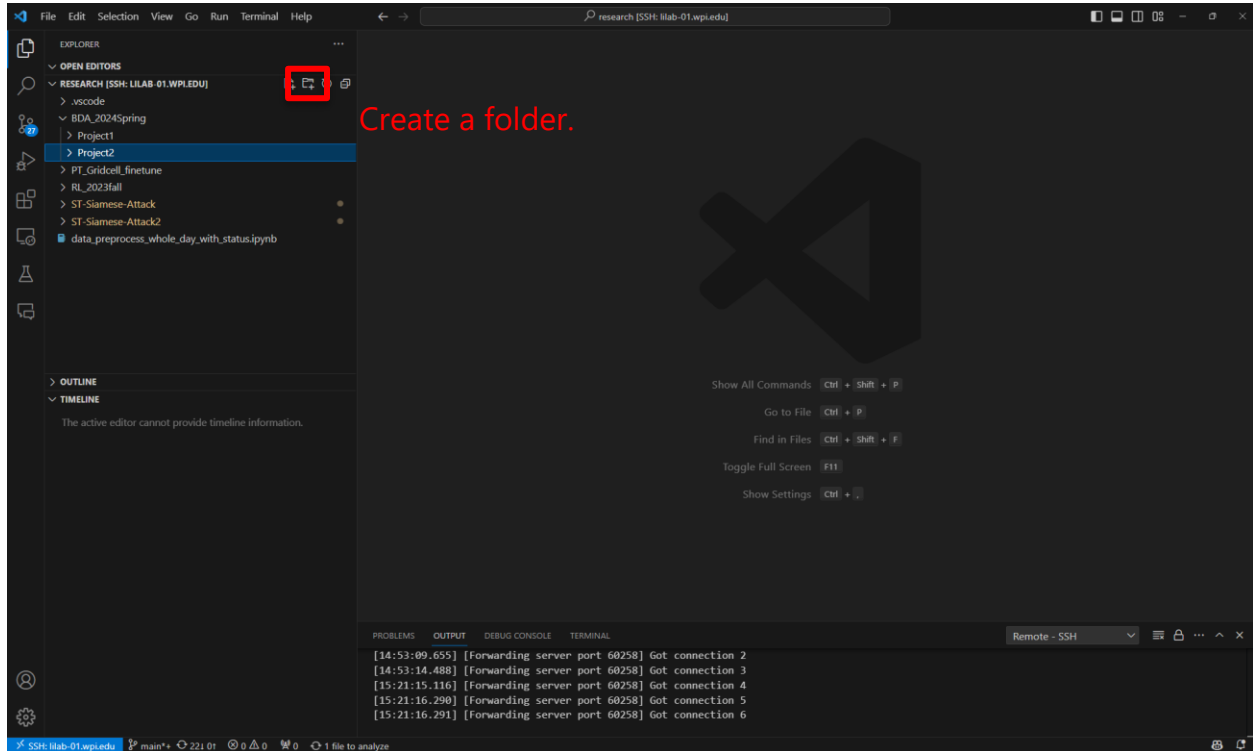 File Edit Selection View Go Run Terminal Help
research [SSH: lilab-01.wpi.edu]
EXPLORER
OPEN EDITORS
RESEARCH [SSH: LILAB-01.WPI.EDU]
.vscode
BDA_2024Spring
Create a folder.
Project1
Project2
PT_Gridcell_finetune
RL_2023fall
ST-Siamese-Attack
ST-Siamese-Attack2
data_preprocess_whole_day_with_status.ipynb
27
OUTLINE
TIMELINE
The active editor cannot provide timeline information.
Show All Commands Ctrl + Shift + P
Go to File Ctrl + P
Find in Files Ctrl + Shift + F
Toggle Full Screen F11
Show Settings Ctrl + ,
PROBLEMS OUTPUT DEBUG CONSOLE TERMINAL Remote - SSH
[14:53:09.655] [Forwarding server port 60258] Got connection 2
[14:53:14.488] [Forwarding server port 60258] Got connection 3
[15:21:15.116] [Forwarding server port 60258] Got connection 4
[15:21:16.290] [Forwarding server port 60258] Got connection 5
[15:21:16.291] [Forwarding server port 60258] Got connection 6
SSH: lilab-01.wpi.edu main*+ 22↓ 0↑ 0 0 0 1 file to analyze